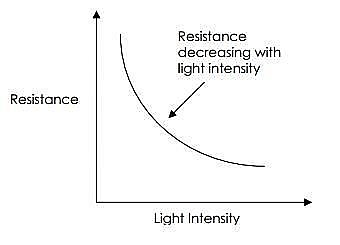 Resistance
decreasing with
light intensity
Resistance
Light Intensity